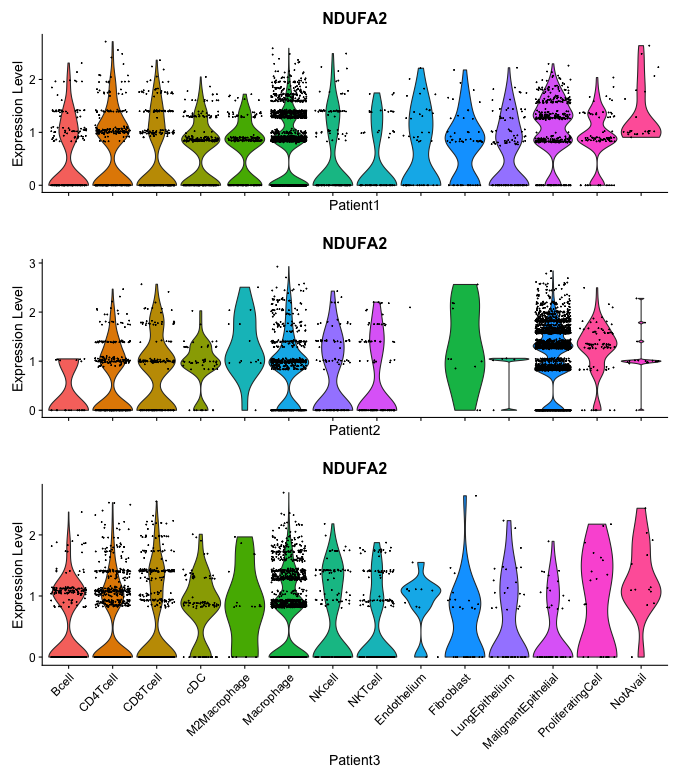 NDUFA2
Expression Level
2
1
0
Patient1
NDUFA2
Expression Level
3
2
1
0
Patient2
NDUFA2
Expression Level
2
1
0
Bcell
CD4Tcell
CD8Tcell
cDC
M2Macrophage
Macrophage
NKcell
NKTcell
Endothelium
Fibroblast
LungEpithelium
MalignantEpithelial
ProliferatingCell
NotAvail
Patient3